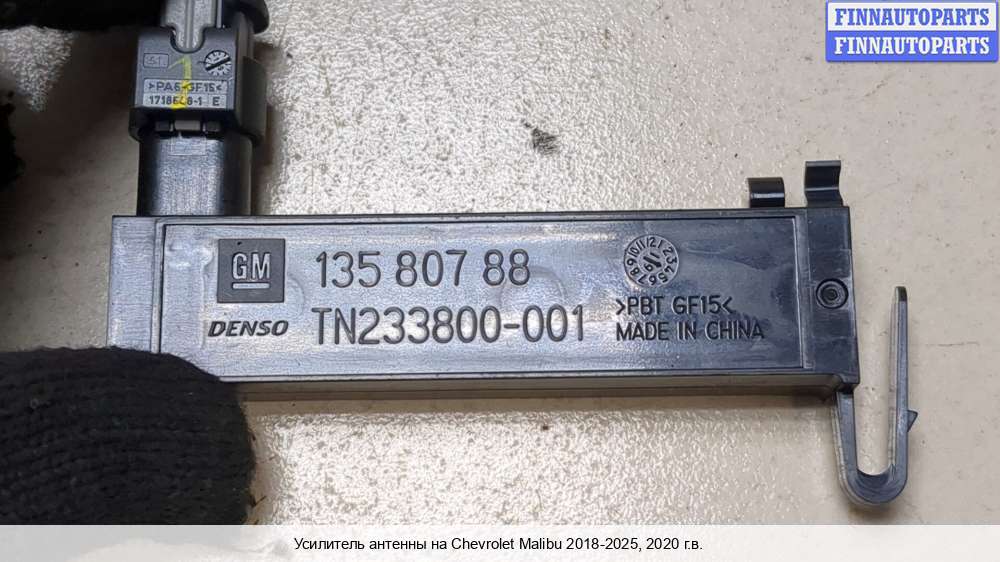 FINNAUTOPARTS
FINNAUTOPARTS
>PA6-GF15<
E
GM
135 807 88
DENSO
TN233800-001
>PBT GF15<
MADE IN CHINA
Усилитель антенны на Chevrolet Malibu 2018-2025, 2020 г.в.